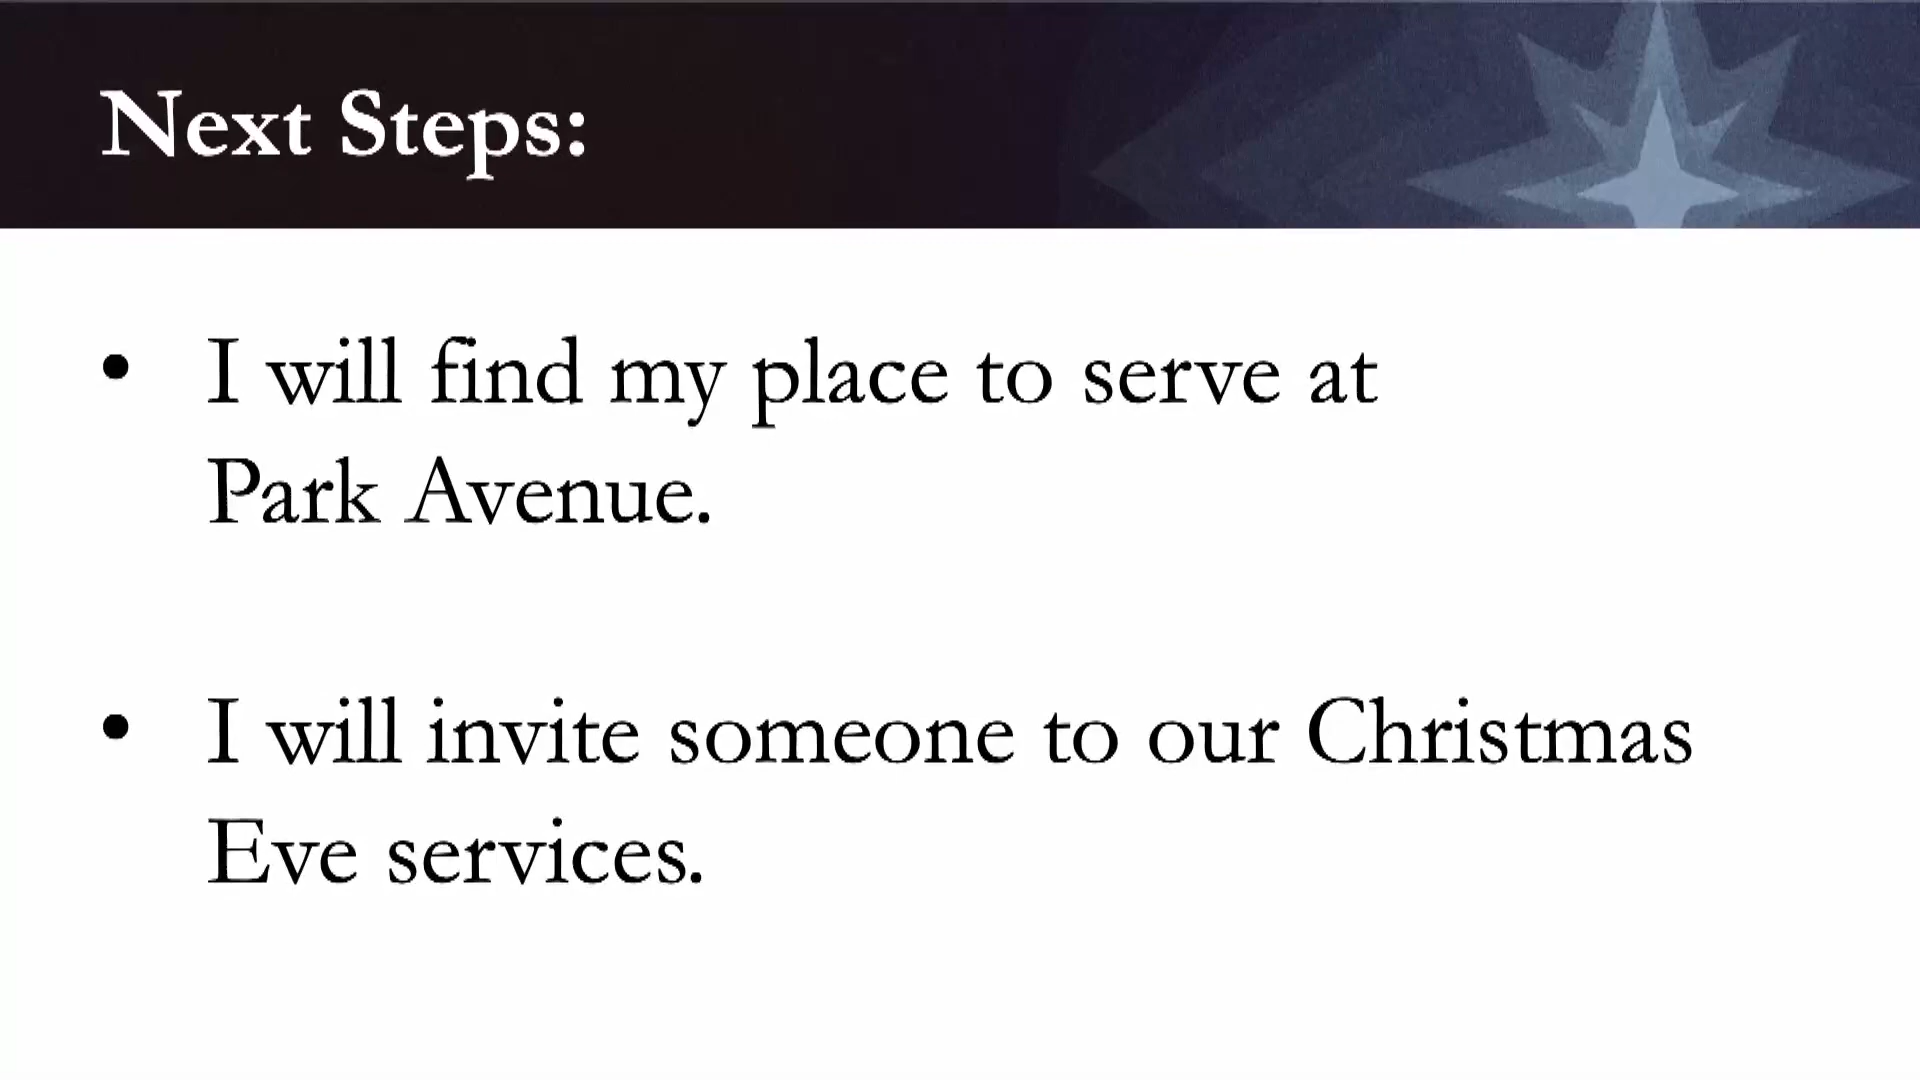 Next Steps:
• I will find my place to serve at
Park Avenue.
• I will invite someone to our Christmas
Eve services.